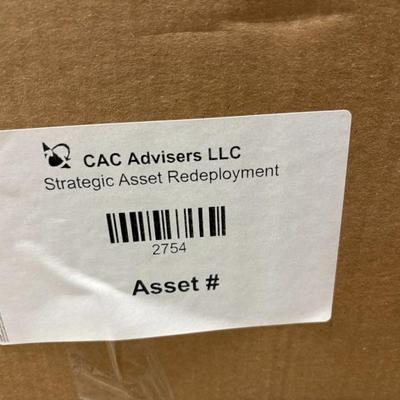 CAC Advisers LLC
Strategic Asset Redeployment
2754
Asset #